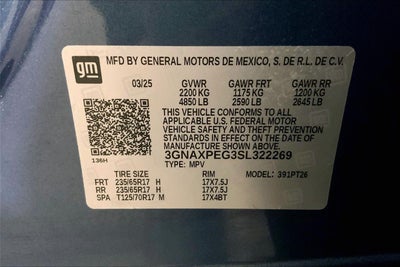 gm
MFD BY GENERAL MOTORS DE MEXICO, S. DE R.L. DE C.V.
03/25 GVWR GAWR FRT GAWR RR
2200 KG 1175 KG 1200 KG
4850 LB 2590 LB 2645 LB
THIS VEHICLE CONFORMS TO ALL
APPLICABLE U.S. FEDERAL MOTOR
VEHICLE SAFETY, BUMPER, AND THEFT
PREVENTION STANDARDS IN EFFECT ON
THE DATE OF MANUFACTURE SHOWN ABOVE.
3GNAXPEG3SL322269
136H TYPE: MPV
TIRE SIZE RIM MODEL: 391PT26
FRT 235/65R17 H 17X7.5J
RR 235/65R17 H 17X7.5J
SPA T125/70R17 M 17X4BT